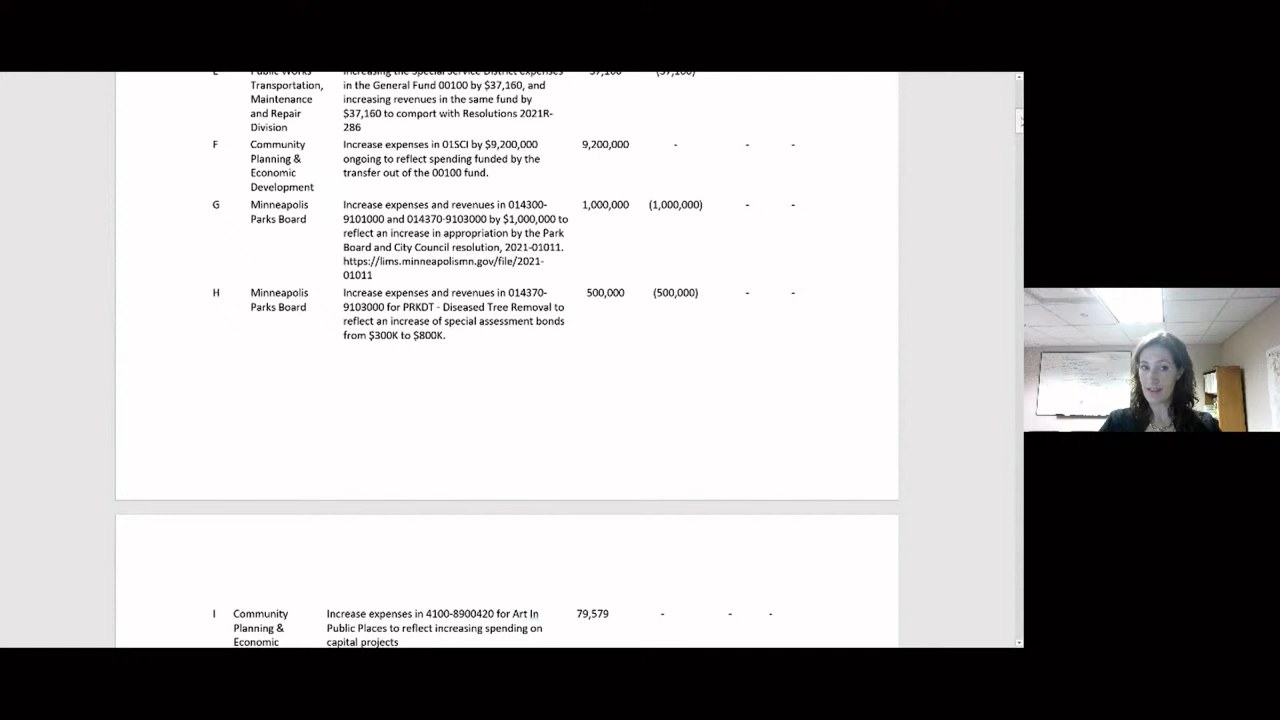 E Public Works Increasing the Special Service District expenses 37,160 (37,160)
Transportation, in the General Fund 00100 by $37,160, and
Maintenance increasing revenues in the same fund by
and Repair $37,160 to comport with Resolutions 2021R-
Division 286
F Community Increase expenses in 01SCI by $9,200,000 9,200,000 - - -
Planning & ongoing to reflect spending funded by the
Economic transfer out of the 00100 fund.
Development
G Minneapolis Increase expenses and revenues in 014300- 1,000,000 (1,000,000) - -
Parks Board 9101000 and 014370-9103000 by $1,000,000 to
reflect an increase in appropriation by the Park
Board and City Council resolution, 2021-01011.
https://lims.minneapolismn.gov/file/2021-
01011
H Minneapolis Increase expenses and revenues in 014370- 500,000 (500,000) - -
Parks Board 9103000 for PRKDT - Diseased Tree Removal to
reflect an increase of special assessment bonds
from $300K to $800K.
I Community Increase expenses in 4100-8900420 for Art In 79,579 - - -
Planning & Public Places to reflect increasing spending on
Economic capital projects